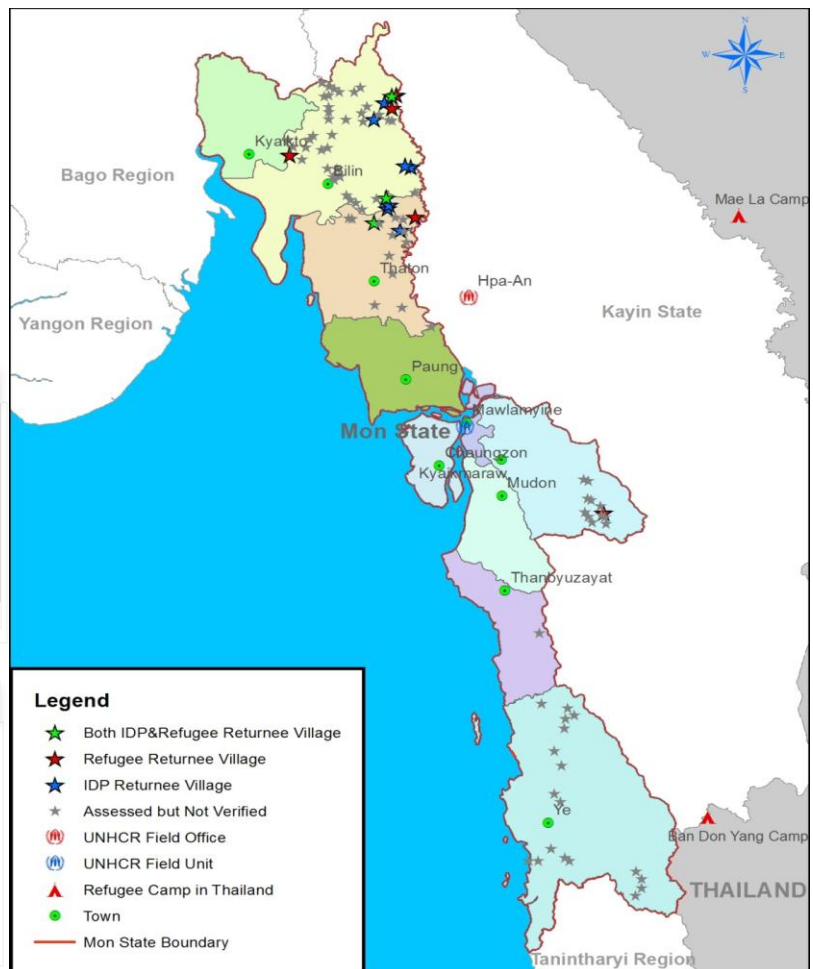 N
W
E
S
Kyaikto
Bilin
Bago Region
Mae La Camp
Thaton
Hpa-An
Kayin State
Yangon Region
Paung
Mawlamyine
Mon State
Chaungzon
Kyaikmaraw
Mudon
Thanbyuzayat
Ye
Ban Don Yang Camp
THAILAND
Tanintharyi Region
Legend
Both IDP&Refugee Returnee Village
Refugee Returnee Village
IDP Returnee Village
Assessed but Not Verified
UNHCR Field Office
UNHCR Field Unit
Refugee Camp in Thailand
Town
Mon State Boundary